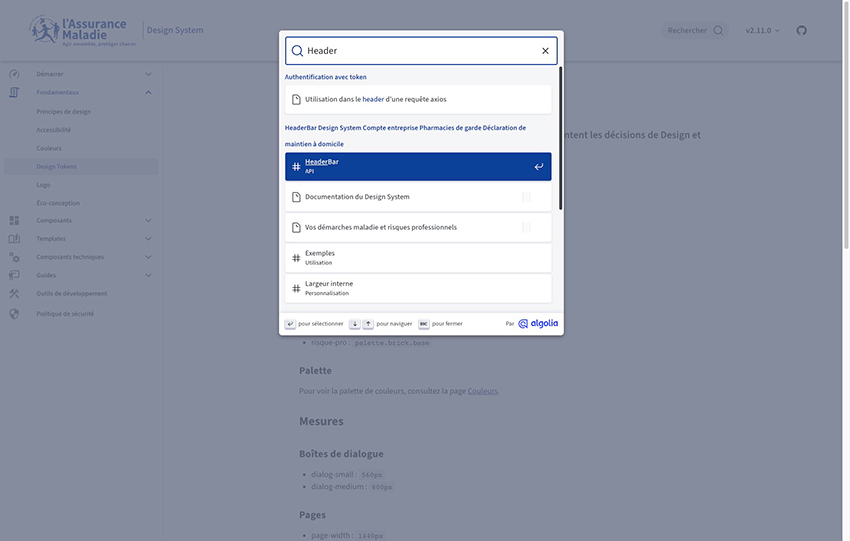 l'Assurance
Maladie
Agir ensemble, protéger chacun
Design System
Rechercher
v2.11.0
Démarrer
Fondamentaux
Principes de design
Accessibilité
Couleurs
Design Tokens
Logo
Éco-conception
Composants
Templates
Composants techniques
Guides
Outils de développement
Politique de sécurité
Header
Authentification avec token
Utilisation dans le header d'une requête axios
HeaderBar Design System Compte entreprise Pharmacies de garde Déclaration de
maintien à domicile
HeaderBar
API
Documentation du Design System
Vos démarches maladie et risques professionnels
Exemples
Utilisation
Largeur interne
Personnalisation
pour sélectionner
pour naviguer
ESC pour fermer
Par algolia
entent les décisions de Design et
risque-pro : palette.brick.base
Palette
Pour voir la palette de couleurs, consultez la page Couleurs.
Mesures
Boîtes de dialogue
dialog-small : 560px
dialog-medium : 800px
Pages
page-width : 1440px